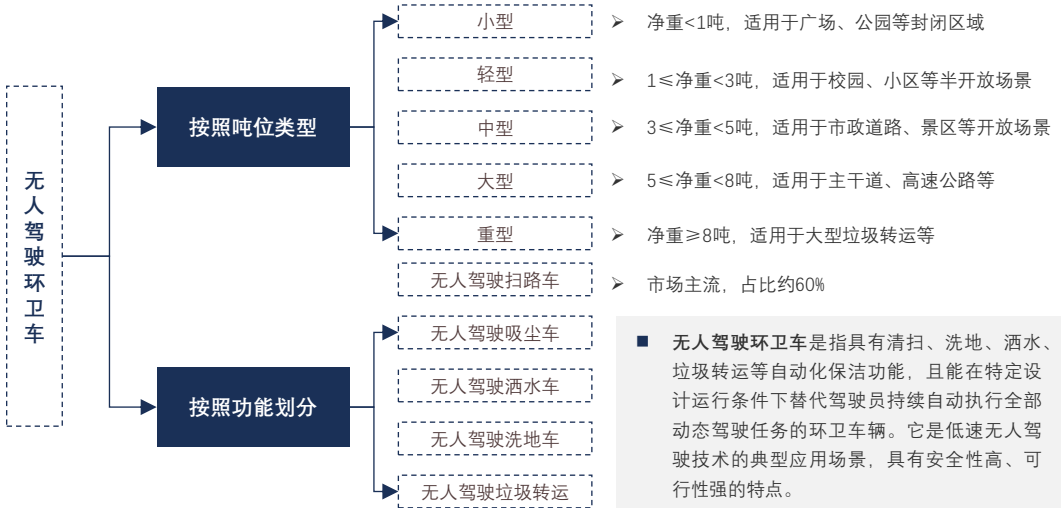 无人驾驶环卫车
按照吨位类型
小型
➢ 净重<1吨，适用于广场、公园等封闭区域
轻型
➢ 1≤净重<3吨，适用于校园、小区等半开放场景
中型
➢ 3≤净重<5吨，适用于市政道路、景区等开放场景
大型
➢ 5≤净重<8吨，适用于主干道、高速公路等
重型
➢ 净重≥8吨，适用于大型垃圾转运等
按照功能划分
无人驾驶扫路车
➢ 市场主流，占比约60%
无人驾驶吸尘车
无人驾驶洒水车
无人驾驶洗地车
无人驾驶垃圾转运
■ 无人驾驶环卫车是指具有清扫、洗地、洒水、
垃圾转运等自动化保洁功能，且能在特定设
计运行条件下替代驾驶员持续自动执行全部
动态驾驶任务的环卫车辆。它是低速无人驾
驶技术的典型应用场景，具有安全性高、可
行性强的特点。